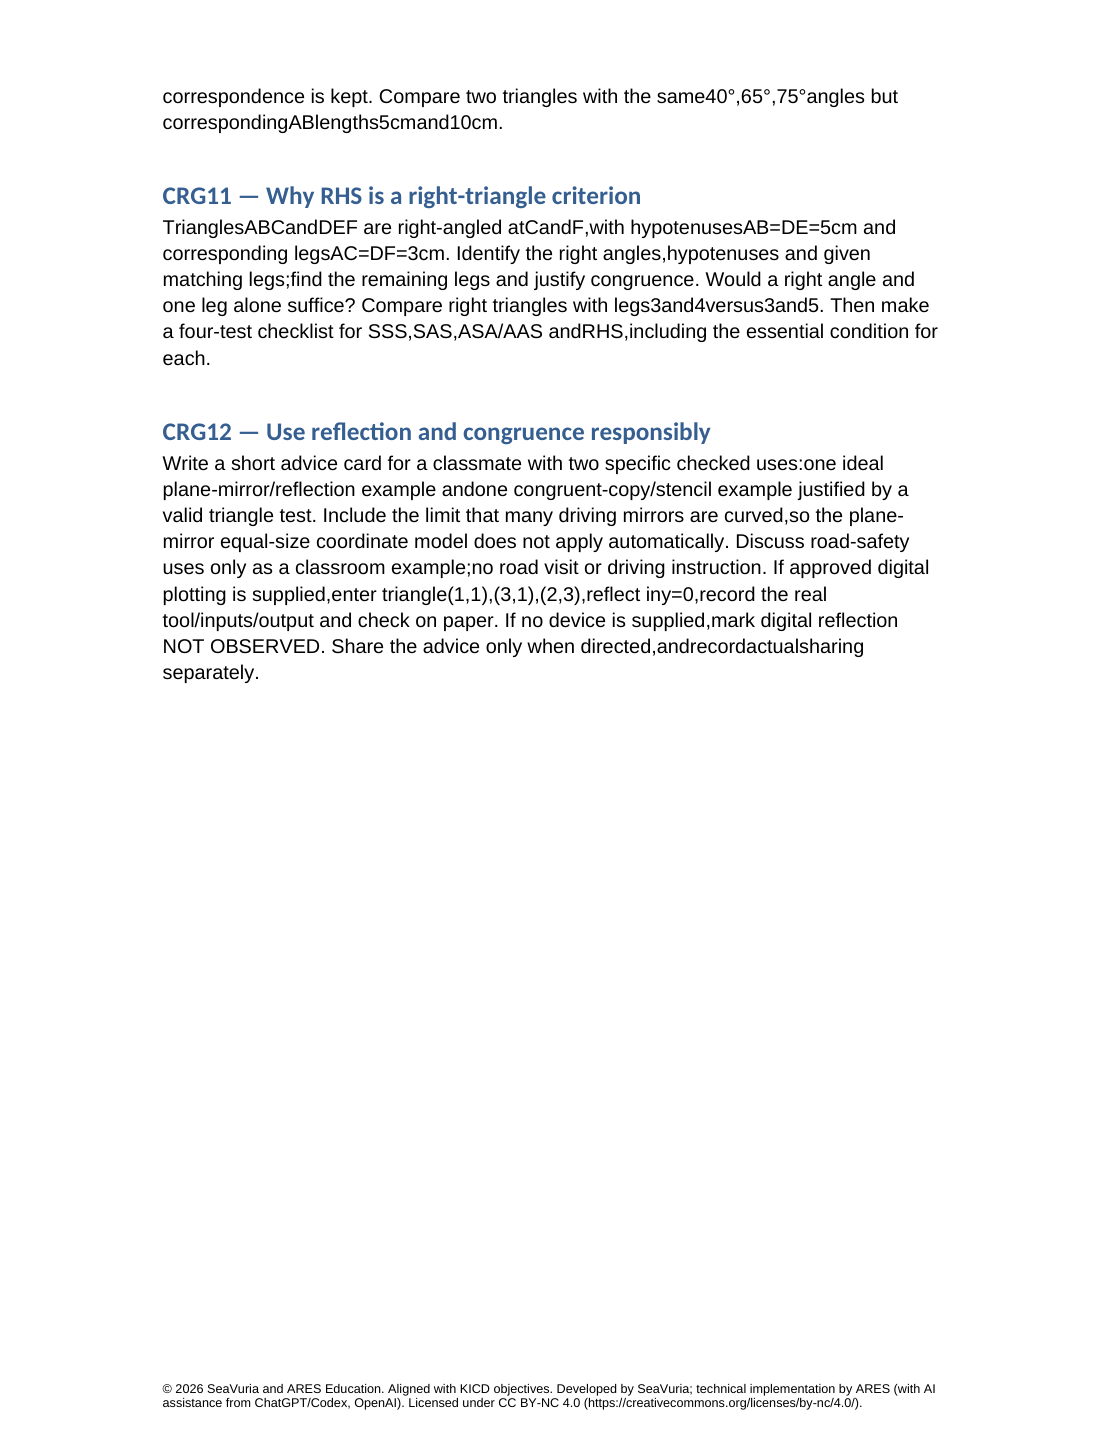 correspondence is kept. Compare two triangles with the same40°,65°,75°angles but
correspondingABlengths5cmand10cm.
CRG11 — Why RHS is a right-triangle criterion
TrianglesABCandDEF are right-angled atCandF,with hypotenusesAB=DE=5cm and
corresponding legsAC=DF=3cm. Identify the right angles,hypotenuses and given
matching legs;find the remaining legs and justify congruence. Would a right angle and
one leg alone suffice? Compare right triangles with legs3and4versus3and5. Then make
a four-test checklist for SSS,SAS,ASA/AAS andRHS,including the essential condition for
each.
CRG12 — Use reflection and congruence responsibly
Write a short advice card for a classmate with two specific checked uses:one ideal
plane-mirror/reflection example andone congruent-copy/stencil example justified by a
valid triangle test. Include the limit that many driving mirrors are curved,so the plane-
mirror equal-size coordinate model does not apply automatically. Discuss road-safety
uses only as a classroom example;no road visit or driving instruction. If approved digital
plotting is supplied,enter triangle(1,1),(3,1),(2,3),reflect iny=0,record the real
tool/inputs/output and check on paper. If no device is supplied,mark digital reflection
NOT OBSERVED. Share the advice only when directed,andrecordactualsharing
separately.
© 2026 SeaVuria and ARES Education. Aligned with KICD objectives. Developed by SeaVuria; technical implementation by ARES (with AI
assistance from ChatGPT/Codex, OpenAI). Licensed under CC BY-NC 4.0 (https://creativecommons.org/licenses/by-nc/4.0/).